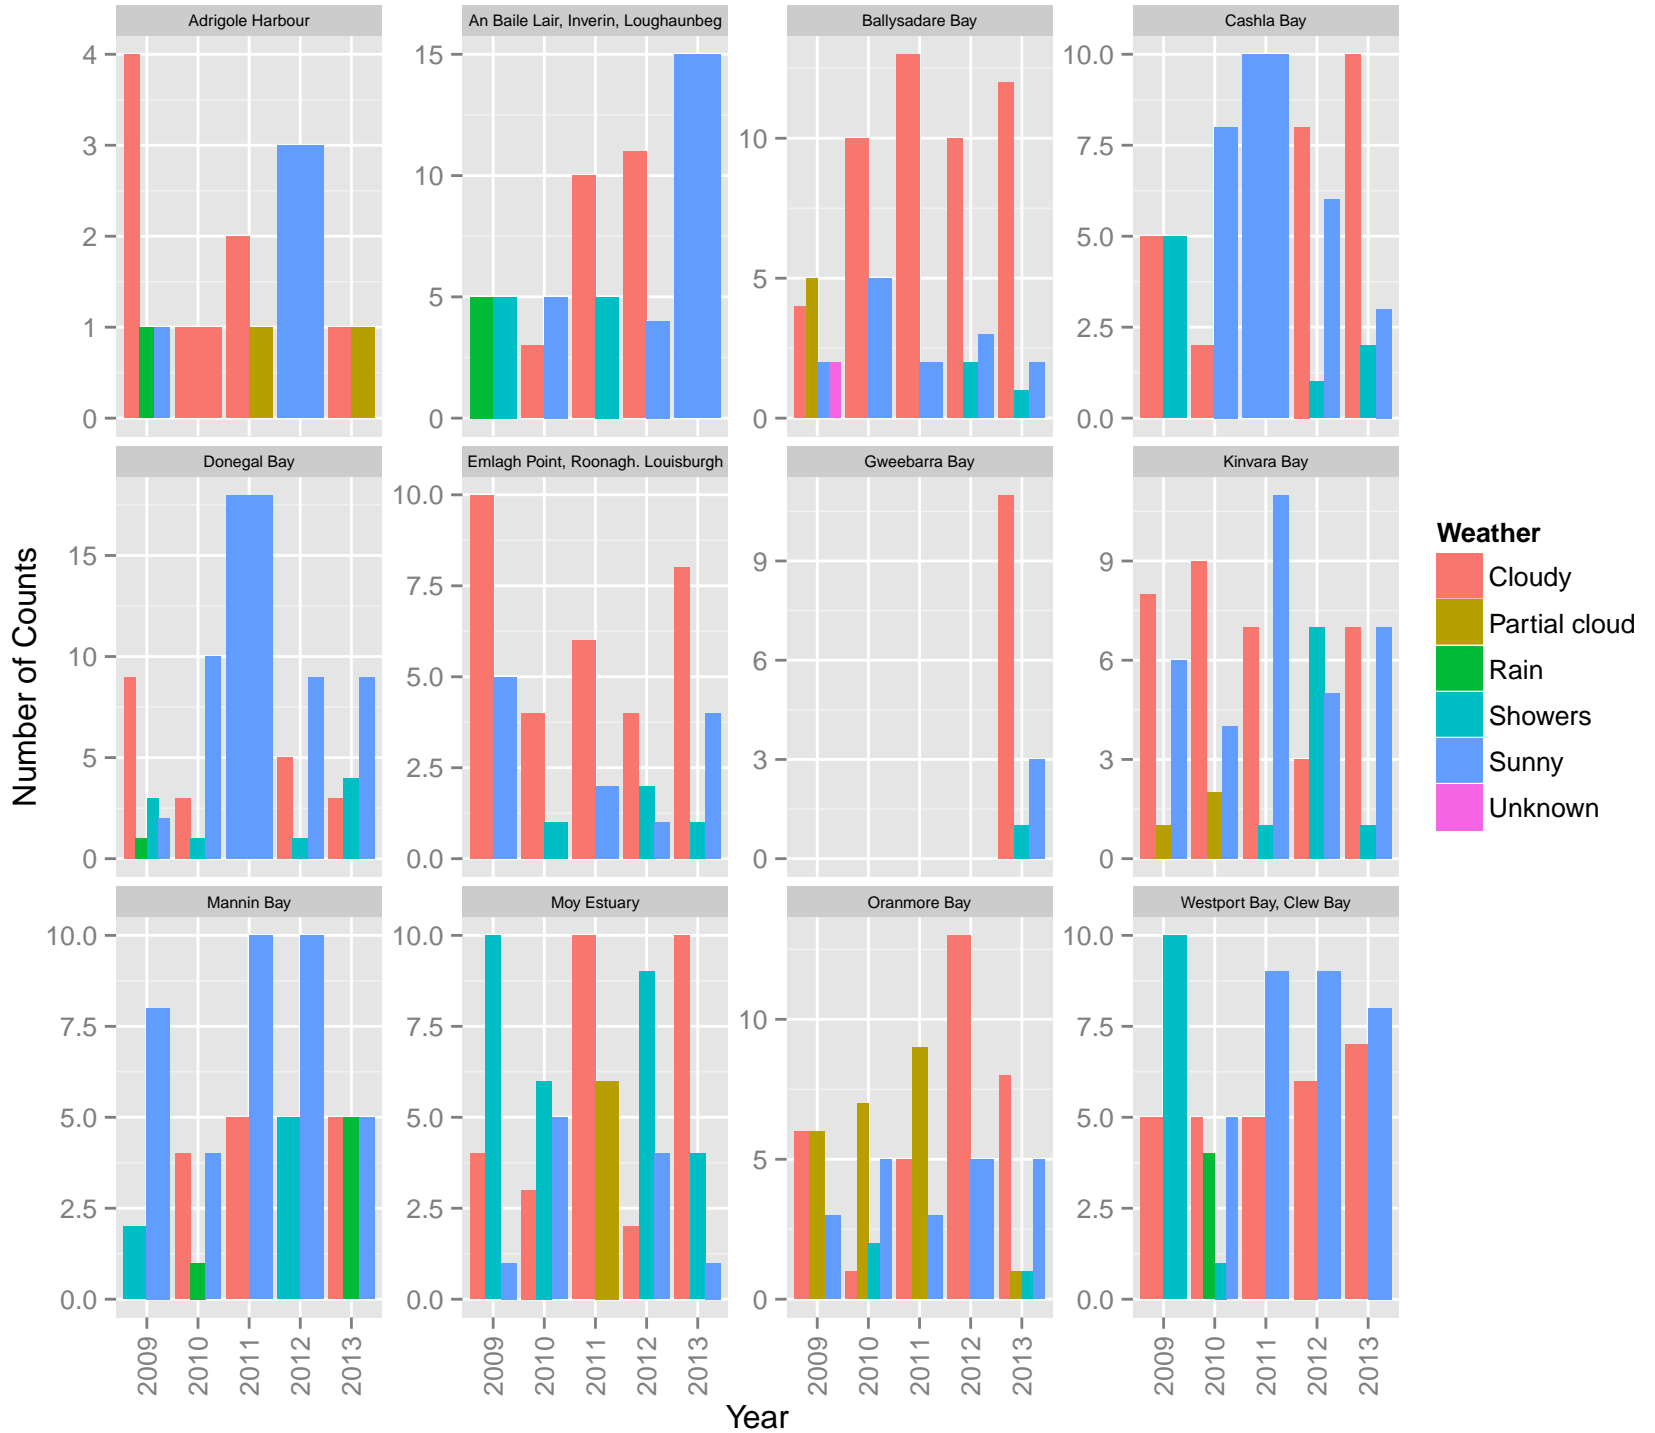 Adrigole Harbour
An Baile Lair, Inverin, Loughaunbeg
Ballysadare Bay
Cashla Bay
4
3
2
1
0
15
10
5
0
10
5
0
10.0
7.5
5.0
2.5
0.0
Donegal Bay
Emlagh Point, Roonagh. Louisburgh
Gweebarra Bay
Kinvara Bay
15
10
5
0
10.0
7.5
5.0
2.5
0.0
9
6
3
0
9
6
3
0
Mannin Bay
Moy Estuary
Oranmore Bay
Westport Bay, Clew Bay
10.0
7.5
5.0
2.5
0.0
10.0
7.5
5.0
2.5
0.0
10
5
0
10.0
7.5
5.0
2.5
0.0
2009 2010 2011 2012 2013
2009 2010 2011 2012 2013
2009 2010 2011 2012 2013
2009 2010 2011 2012 2013
Year
Number of Counts
Weather
Cloudy
Partial cloud
Rain
Showers
Sunny
Unknown